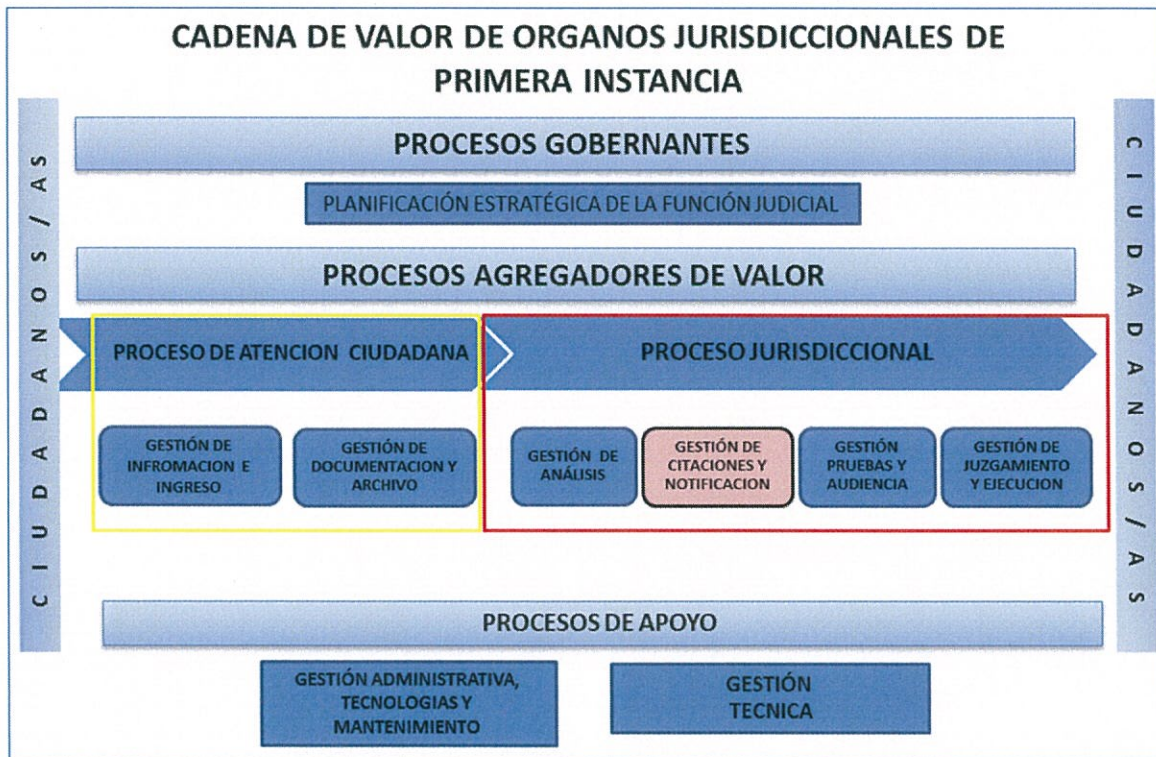 CADENA DE VALOR DE ORGANOS JURISDICCIONALES DE
PRIMERA INSTANCIA
CIUDADANOS/AS
PROCESOS GOBERNANTES
PLANIFICACIÓN ESTRATÉGICA DE LA FUNCIÓN JUDICIAL
PROCESOS AGREGADORES DE VALOR
PROCESO DE ATENCION CIUDADANA
PROCESO JURISDICCIONAL
GESTIÓN DE
INFROMACION E
INGRESO
GESTIÓN DE
DOCUMENTACION Y
ARCHIVO
GESTIÓN DE
ANÁLISIS
GESTIÓN DE
CITACIONES Y
NOTIFICACION
GESTIÓN
PRUEBAS Y
AUDIENCIA
GESTIÓN DE
JUZGAMIENTO
Y EJECUCION
PROCESOS DE APOYO
GESTIÓN ADMINISTRATIVA,
TECNOLOGIAS Y
MANTENIMIENTO
GESTIÓN
TECNICA
CIUDADANOS/AS